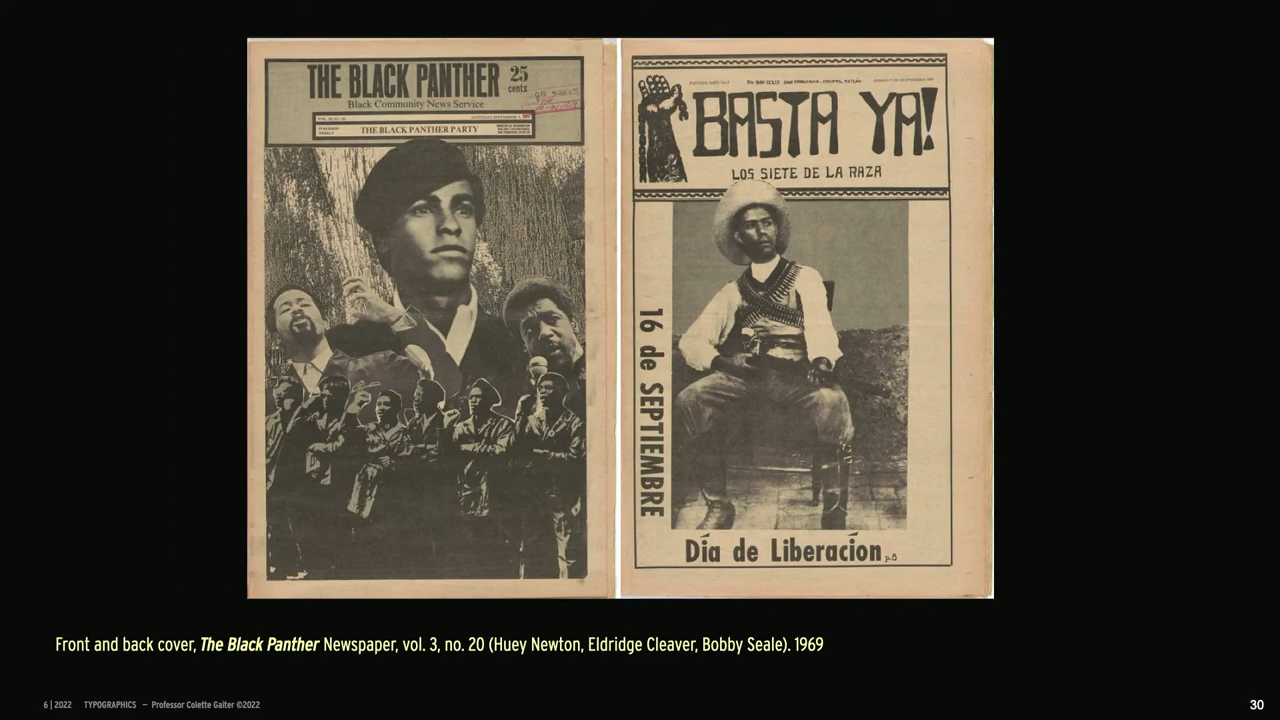 THE BLACK PANTHER
25
cents
Black Community News Service
THE BLACK PANTHER PARTY
BASTA YA!
LOS SIETE DE LA RAZA
16 de SEPTIEMBRE
Día de Liberacíon p.8
Front and back cover, The Black Panther Newspaper, vol. 3, no. 20 (Huey Newton, Eldridge Cleaver, Bobby Seale). 1969
6 | 2022 TYPOGRAPHICS — Professor Colette Gaiter ©2022
30